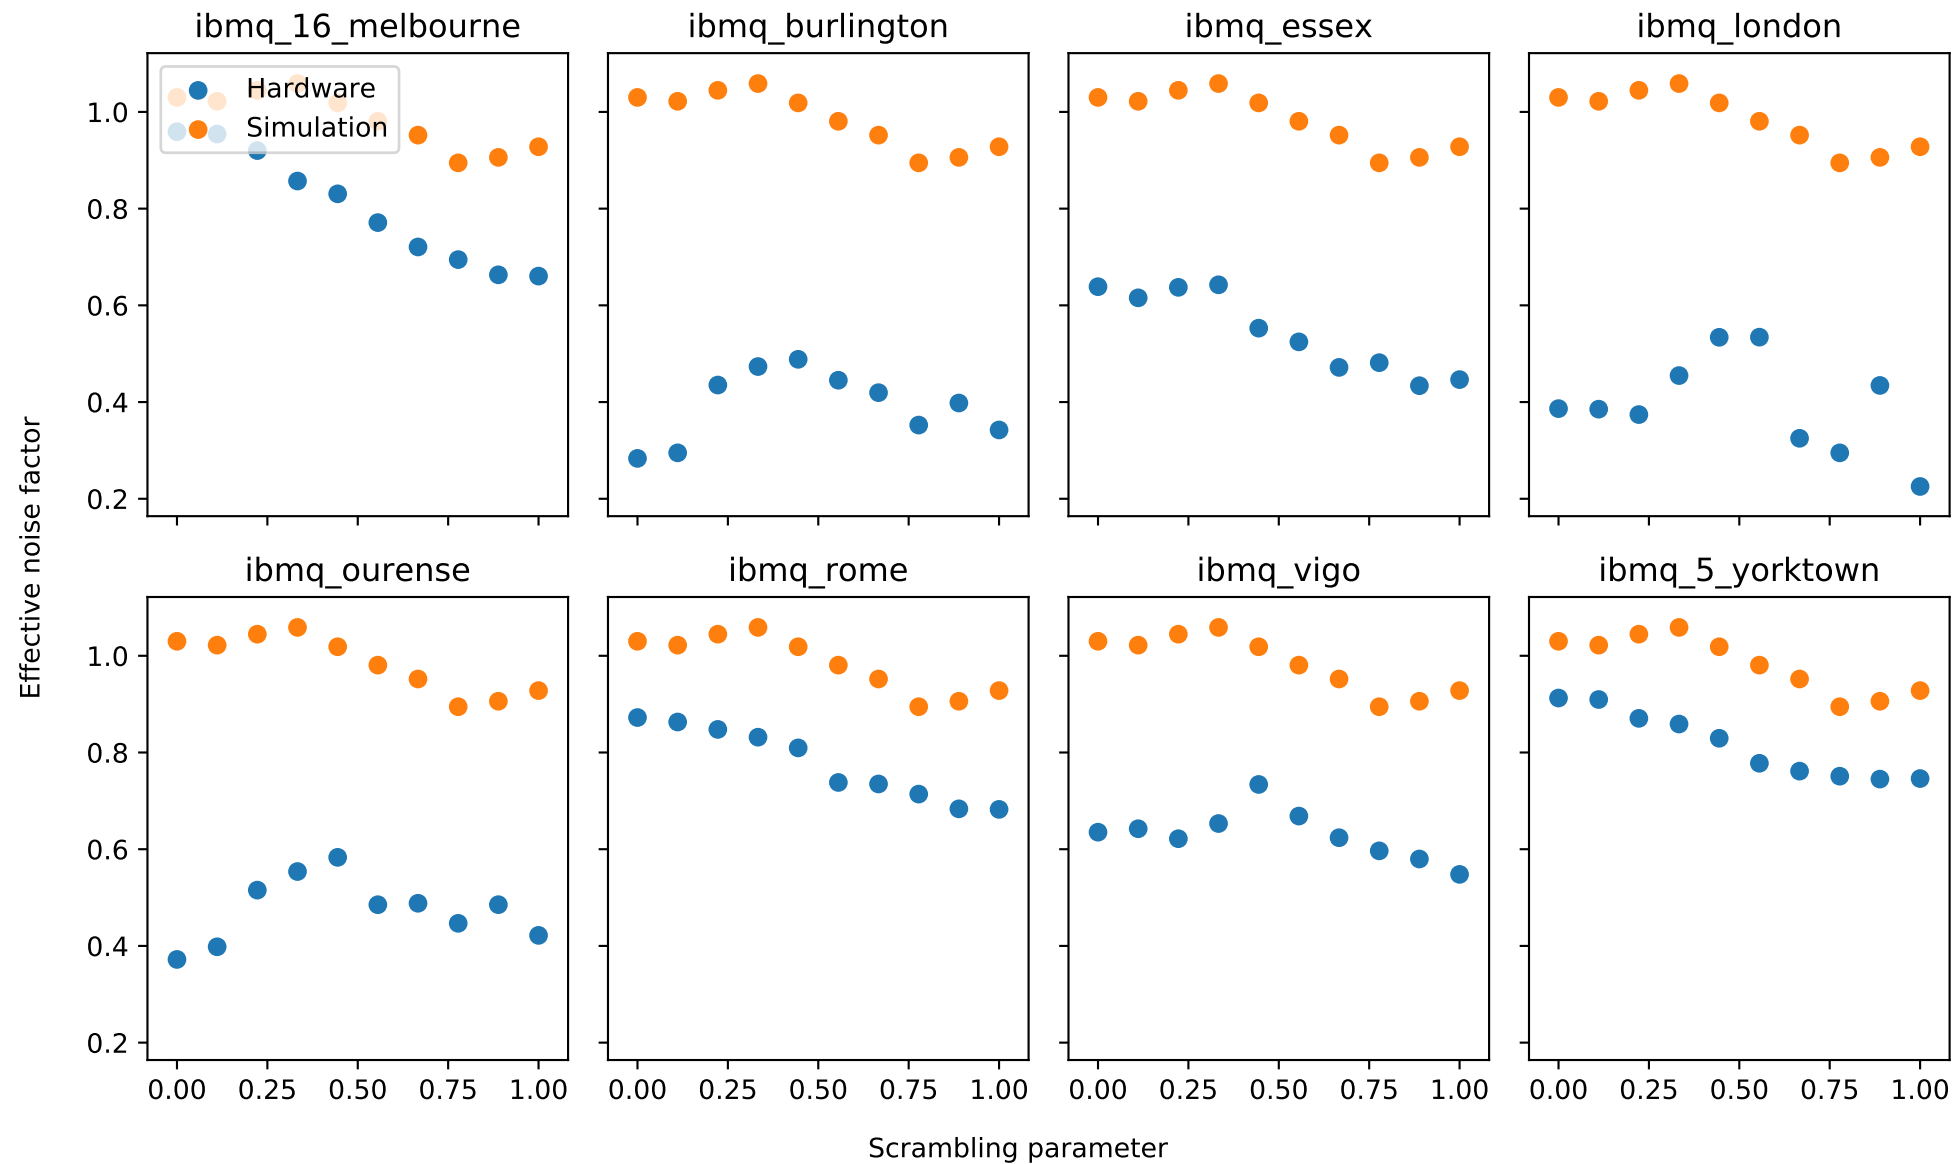 ibmq_16_melbourne
ibmq_burlington
ibmq_essex
ibmq_london
Hardware
Simulation
1.0
0.8
0.6
0.4
0.2
Effective noise factor
ibmq_ourense
ibmq_rome
ibmq_vigo
ibmq_5_yorktown
1.0
0.8
0.6
0.4
0.2
0.00 0.25 0.50 0.75 1.00
0.00 0.25 0.50 0.75 1.00
0.00 0.25 0.50 0.75 1.00
0.00 0.25 0.50 0.75 1.00
Scrambling parameter